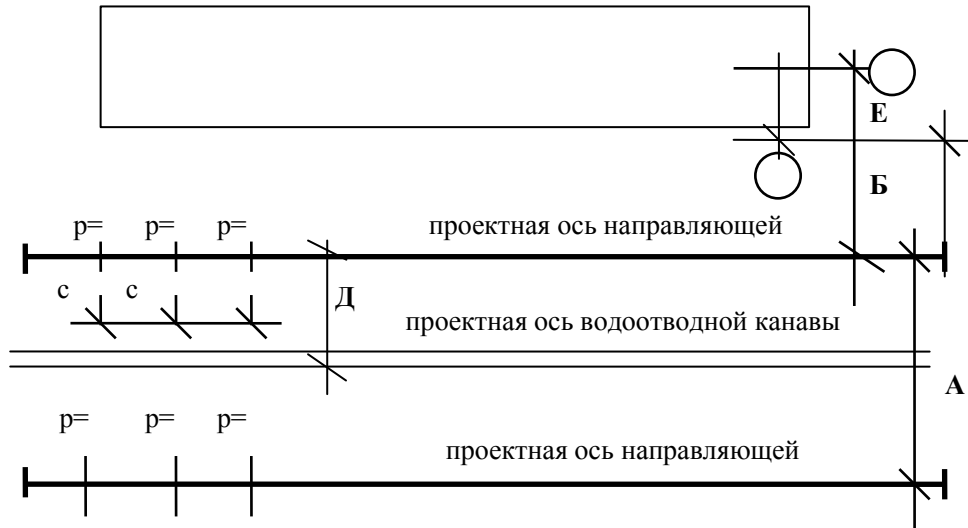 Е
Б
р= р= р=
проектная ось направляющей
с с
Д
проектная ось водоотводной канавы
А
р= р= р=
проектная ось направляющей